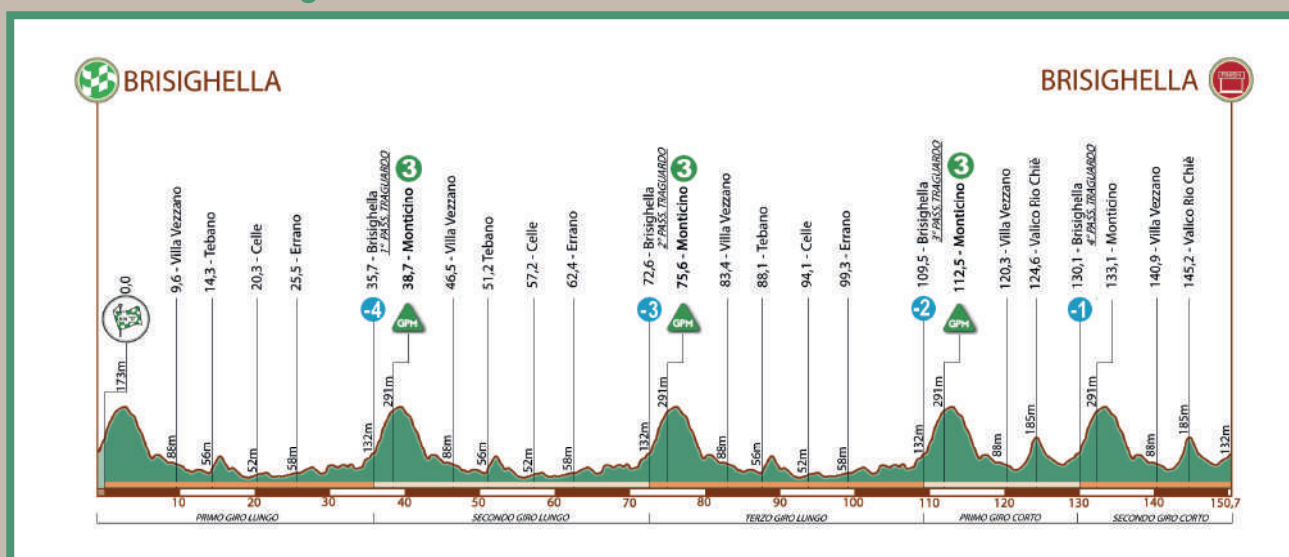 BRISIGHELLA
BRISIGHELLA
FINISH
0,0
9,6 - Villa Vezzano
14,3 - Tebano
20,3 - Celle
25,5 - Errano
35,7 - Brisighella
1° PASS. TRAGUARDO
38,7 - Monticino
3
46,5 - Villa Vezzano
51,2 Tebano
57,2 - Celle
62,4 - Errano
72,6 - Brisighella
2° PASS. TRAGUARDO
75,6 - Monticino
3
83,4 - Villa Vezzano
88,1 - Tebano
94,1 - Celle
99,3 - Errano
109,5 - Brisighella
3° PASS. TRAGUARDO
112,5 - Monticino
3
120,3 - Villa Vezzano
124,6 - Valico Rio Chiè
130,1 - Brisighella
4° PASS. TRAGUARDO
133,1 - Monticino
140,9 - Villa Vezzano
145,2 - Valico Rio Chiè
-4
GPM
-3
GPM
-2
GPM
-1
173m
88m
56m
52m
58m
132m
291m
88m
56m
52m
58m
132m
291m
88m
56m
52m
58m
132m
291m
88m
185m
132m
291m
88m
185m
132m
10 20 30 40 50 60 70 80 90 100 110 120 130 140 150,7
PRIMO GIRO LUNGO
SECONDO GIRO LUNGO
TERZO GIRO LUNGO
PRIMO GIRO CORTO
SECONDO GIRO CORTO